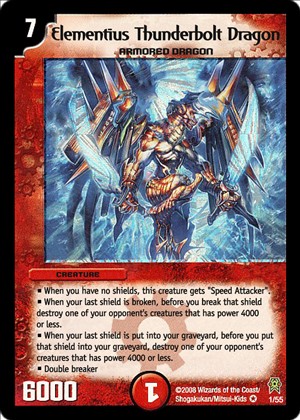 7
Elementius Thunderbolt Dragon
ARMORED DRAGON
CREATURE
■ When you have no shields, this creature gets "Speed Attacker".
■ When your last shield is broken, before you break that shield
destroy one of your opponent's creatures that has power 4000
or less.
■ When your last shield is put into your graveyard, before you put
that shield into your graveyard, destroy one of your opponent's
creatures that has power 4000 or less.
■ Double breaker
6000
1
©2008 Wizards of the Coast/
Shogakukan/Mitsui-Kids ✪ 1/55